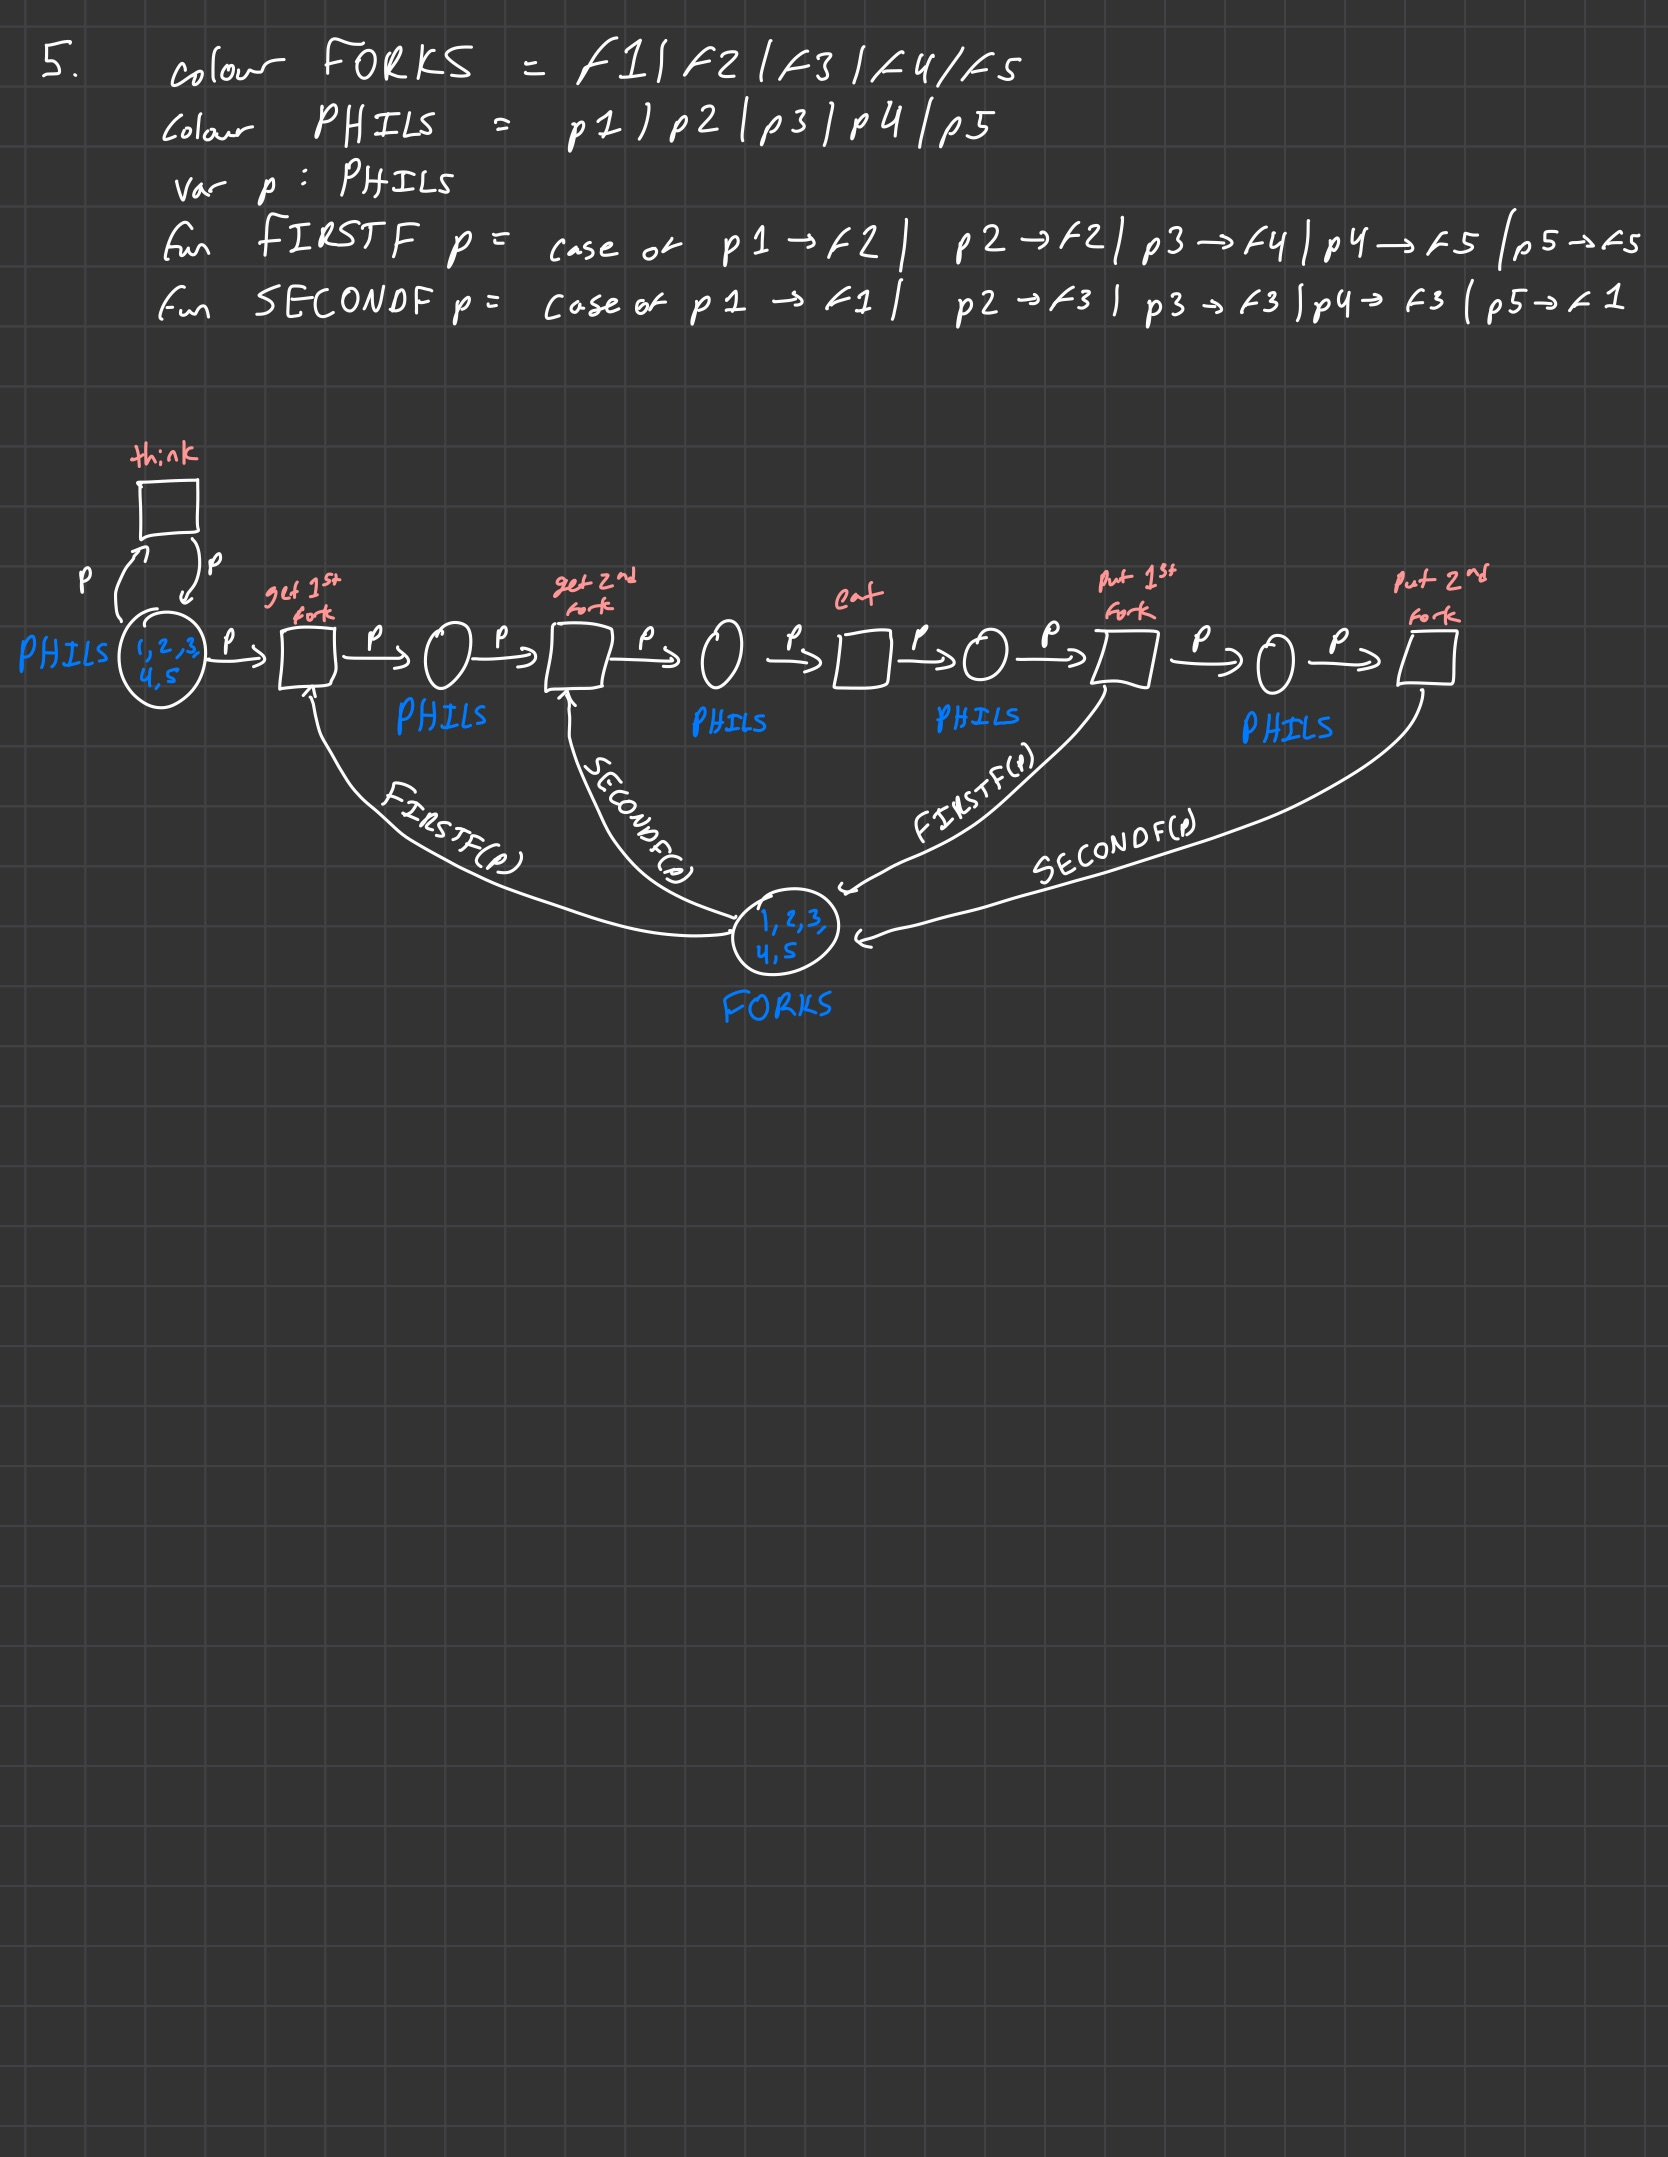 5. colour FORKS = f1 | f2 | f3 | f4 | f5
colour PHILS = p1 | p2 | p3 | p4 | p5
var p : PHILS
fun FIRSTF p = case of p1 → f2 | p2 → f2 | p3 → f4 | p4 → f5 | p5 → f5
fun SECONDF p = case of p1 → f1 | p2 → f3 | p3 → f3 | p4 → f3 | p5 → f1
think
P
P
get 1st
fork
get 2nd
fork
eat
put 1st
fork
put 2nd
fork
PHILS
1, 2, 3,
4, 5
P
P
P
P
P
P
P
P
P
PHILS
PHILS
PHILS
PHILS
FIRSTF(P)
SECONDF(P)
FIRSTF(P)
SECONDF(P)
1, 2, 3,
4, 5
FORKS